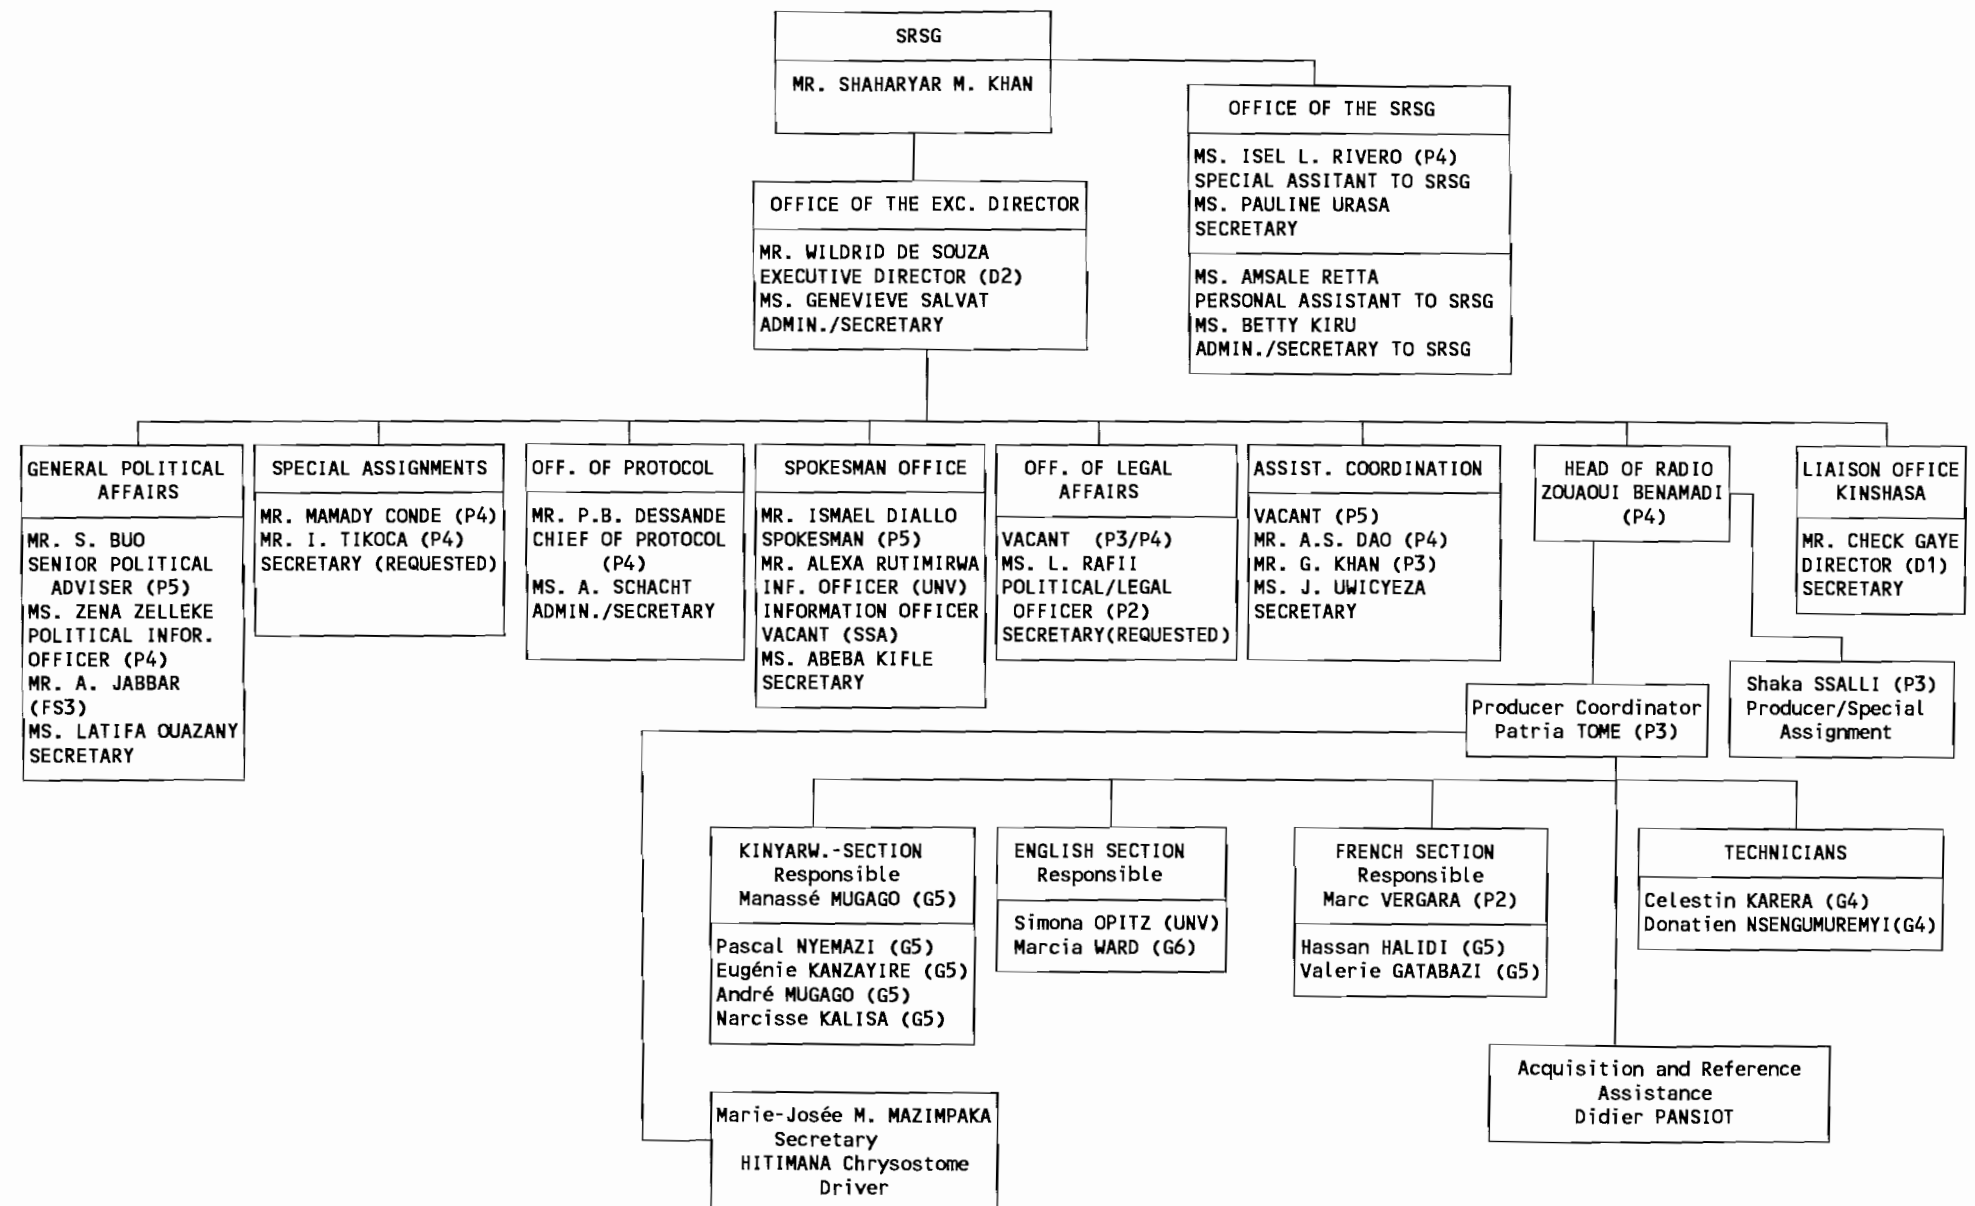 SRSG
MR. SHAHARYAR M. KHAN
OFFICE OF THE SRSG
MS. ISEL L. RIVERO (P4)
SPECIAL ASSITANT TO SRSG
MS. PAULINE URASA
SECRETARY
MS. AMSALE RETTA
PERSONAL ASSISTANT TO SRSG
MS. BETTY KIRU
ADMIN./SECRETARY TO SRSG
OFFICE OF THE EXC. DIRECTOR
MR. WILDRID DE SOUZA
EXECUTIVE DIRECTOR (D2)
MS. GENEVIEVE SALVAT
ADMIN./SECRETARY
GENERAL POLITICAL
AFFAIRS
MR. S. BUO
SENIOR POLITICAL
ADVISER (P5)
MS. ZENA ZELLEKE
POLITICAL INFOR.
OFFICER (P4)
MR. A. JABBAR
(FS3)
MS. LATIFA OUAZANY
SECRETARY
SPECIAL ASSIGNMENTS
MR. MAMADY CONDE (P4)
MR. I. TIKOCA (P4)
SECRETARY (REQUESTED)
OFF. OF PROTOCOL
MR. P.B. DESSANDE
CHIEF OF PROTOCOL
(P4)
MS. A. SCHACHT
ADMIN./SECRETARY
SPOKESMAN OFFICE
MR. ISMAEL DIALLO
SPOKESMAN (P5)
MR. ALEXA RUTIMIRWA
INF. OFFICER (UNV)
INFORMATION OFFICER
VACANT (SSA)
MS. ABEBA KIFLE
SECRETARY
OFF. OF LEGAL
AFFAIRS
VACANT (P3/P4)
MS. L. RAFII
POLITICAL/LEGAL
OFFICER (P2)
SECRETARY(REQUESTED)
ASSIST. COORDINATION
VACANT (P5)
MR. A.S. DAO (P4)
MR. G. KHAN (P3)
MS. J. UWICYEZA
SECRETARY
HEAD OF RADIO
ZOUAOUI BENAMADI
(P4)
LIAISON OFFICE
KINSHASA
MR. CHECK GAYE
DIRECTOR (D1)
SECRETARY
Shaka SSALLI (P3)
Producer/Special
Assignment
Producer Coordinator
Patria TOME (P3)
KINYARW.-SECTION
Responsible
Manassé MUGAGO (G5)
Pascal NYEMAZI (G5)
Eugénie KANZAYIRE (G5)
André MUGAGO (G5)
Narcisse KALISA (G5)
ENGLISH SECTION
Responsible
Simona OPITZ (UNV)
Marcia WARD (G6)
FRENCH SECTION
Responsible
Marc VERGARA (P2)
Hassan HALIDI (G5)
Valerie GATABAZI (G5)
TECHNICIANS
Celestin KARERA (G4)
Donatien NSENGUMUREMYI(G4)
Acquisition and Reference
Assistance
Didier PANSIOT
Marie-Josée M. MAZIMPAKA
Secretary
HITIMANA Chrysostome
Driver